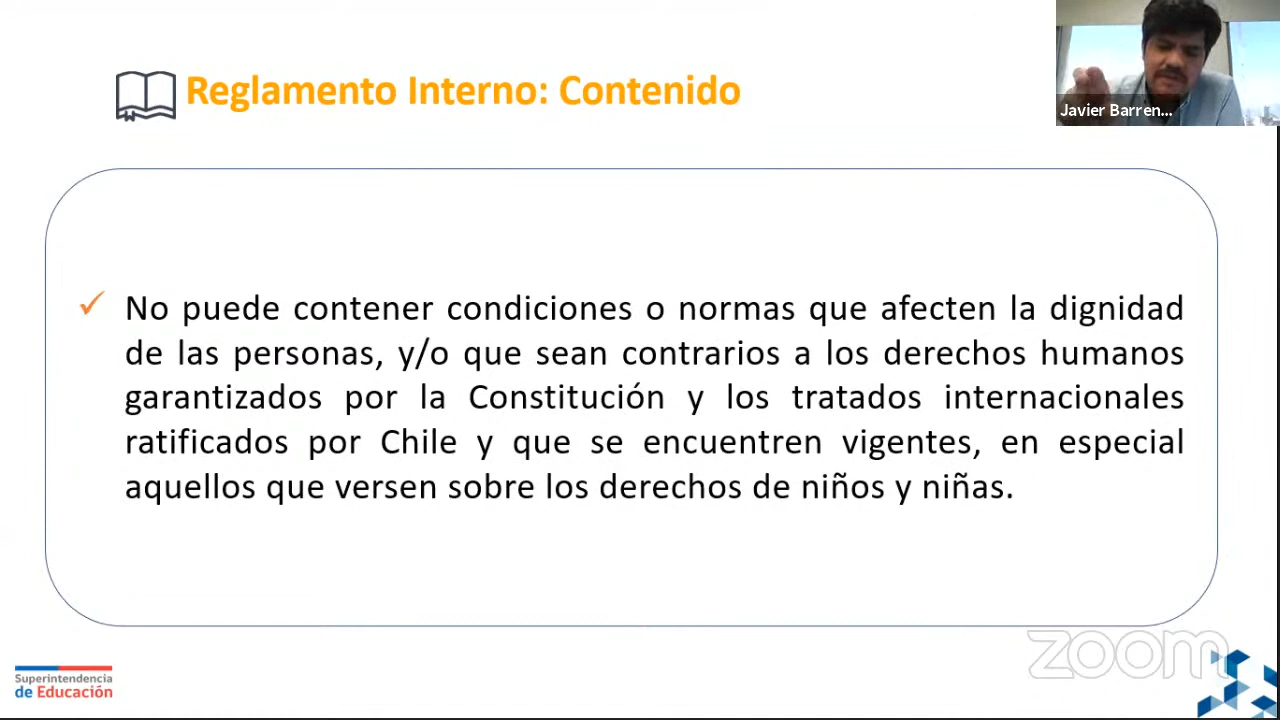 Reglamento Interno: Contenido
Javier Barren...
✓ No puede contener condiciones o normas que afecten la dignidad
de las personas, y/o que sean contrarios a los derechos humanos
garantizados por la Constitución y los tratados internacionales
ratificados por Chile y que se encuentren vigentes, en especial
aquellos que versen sobre los derechos de niños y niñas.
zoom
Superintendencia
de Educación